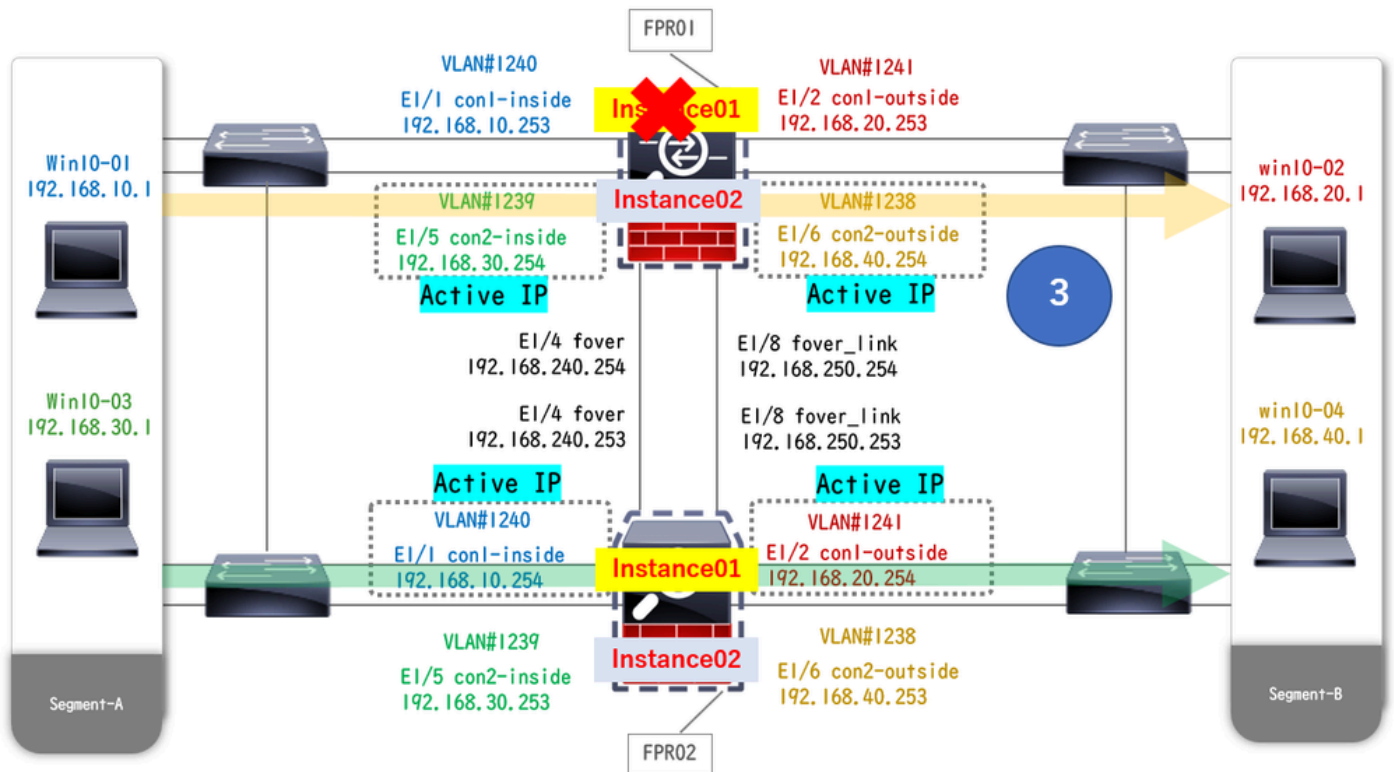 FPR01
VLAN#1240
E1/1 con1-inside
192.168.10.253
Instance01
VLAN#1241
E1/2 con1-outside
192.168.20.253
Win10-01
192.168.10.1
win10-02
192.168.20.1
VLAN#1239
E1/5 con2-inside
192.168.30.254
Active IP
Instance02
VLAN#1238
E1/6 con2-outside
192.168.40.254
Active IP
3
E1/4 fover
192.168.240.254
E1/8 fover_link
192.168.250.254
E1/4 fover
192.168.240.253
E1/8 fover_link
192.168.250.253
Win10-03
192.168.30.1
win10-04
192.168.40.1
Active IP
VLAN#1240
E1/1 con1-inside
192.168.10.254
Instance01
Active IP
VLAN#1241
E1/2 con1-outside
192.168.20.254
VLAN#1239
E1/5 con2-inside
192.168.30.253
Instance02
VLAN#1238
E1/6 con2-outside
192.168.40.253
Segment-A
Segment-B
FPR02